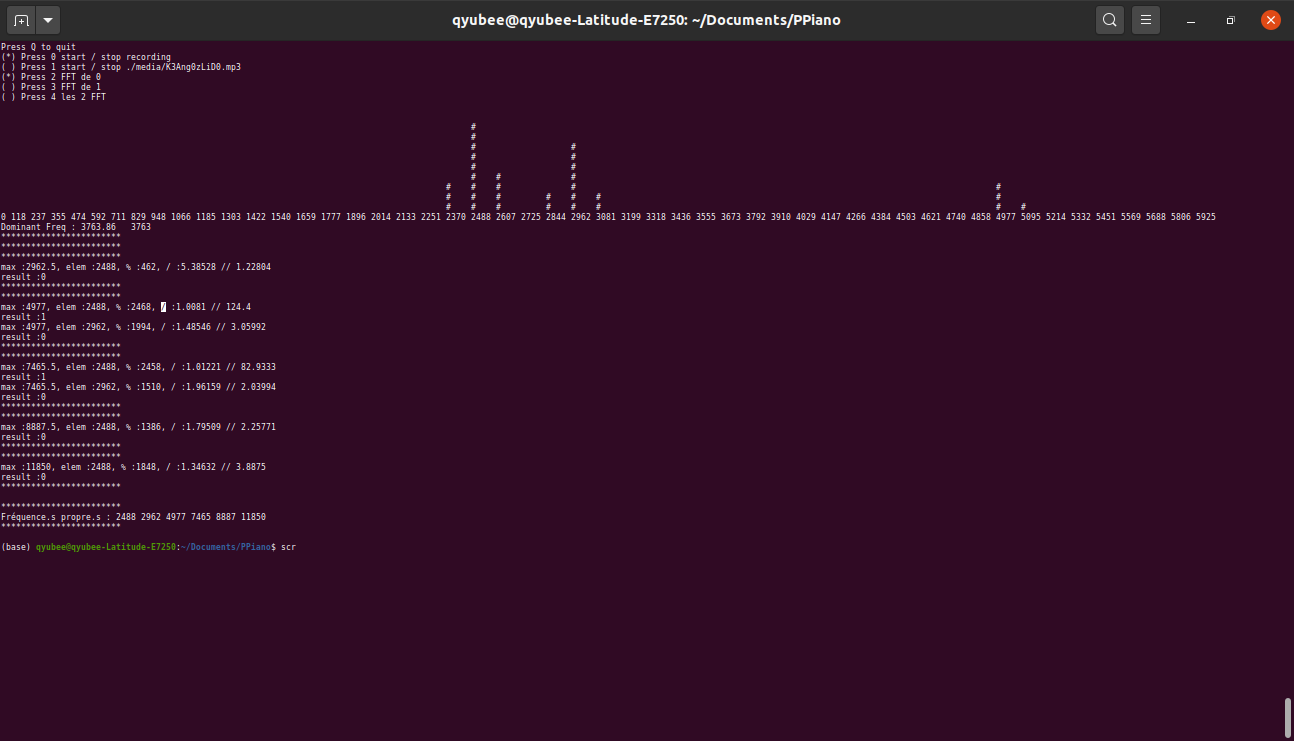 qyubee@qyubee-Latitude-E7250: ~/Documents/PPiano
Press Q to quit
(*) Press 0 start / stop recording
( ) Press 1 start / stop ./media/K3Ang0zLiD0.mp3
(*) Press 2 FFT de 0
( ) Press 3 FFT de 1
( ) Press 4 les 2 FFT
#
#
# #
# #
# #
# # #
# # # # #
# # # # # # #
# # # # # # # #
0 118 237 355 474 592 711 829 948 1066 1185 1303 1422 1540 1659 1777 1896 2014 2133 2251 2370 2488 2607 2725 2844 2962 3081 3199 3318 3436 3555 3673 3792 3910 4029 4147 4266 4384 4503 4621 4740 4858 4977 5095 5214 5332 5451 5569 5688 5806 5925
Dominant Freq : 3763.86   3763
************************
************************
************************
max :2962.5, elem :2488, % :462, / :5.38528 // 1.22804
result :0
************************
************************
max :4977, elem :2488, % :2468, / :1.0081 // 124.4
result :1
max :4977, elem :2962, % :1994, / :1.48546 // 3.05992
result :0
************************
************************
max :7465.5, elem :2488, % :2458, / :1.01221 // 82.9333
result :1
max :7465.5, elem :2962, % :1510, / :1.96159 // 2.03994
result :0
************************
************************
max :8887.5, elem :2488, % :1386, / :1.79509 // 2.25771
result :0
************************
************************
max :11850, elem :2488, % :1848, / :1.34632 // 3.8875
result :0
************************
************************
Fréquence.s propre.s : 2488 2962 4977 7465 8887 11850
************************
(base) qyubee@qyubee-Latitude-E7250:~/Documents/PPiano$ scr